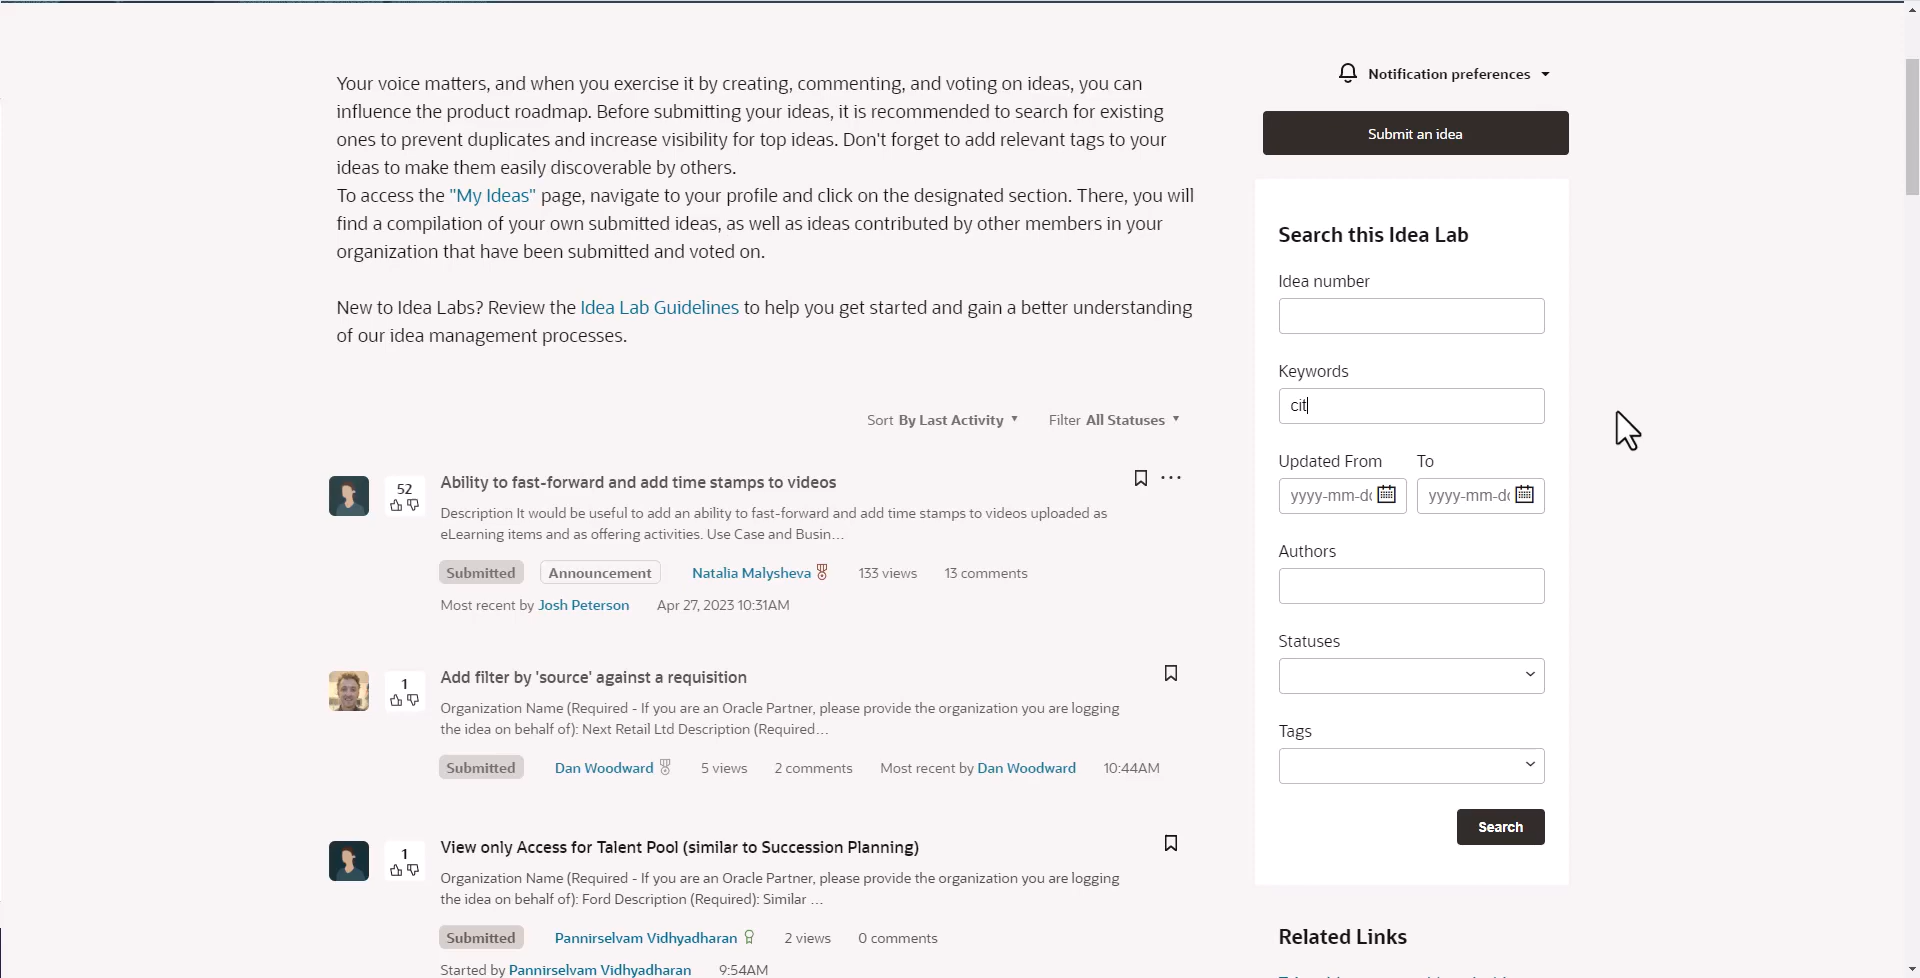 Your voice matters, and when you exercise it by creating, commenting, and voting on ideas, you can
influence the product roadmap. Before submitting your ideas, it is recommended to search for existing
ones to prevent duplicates and increase visibility for top ideas. Don't forget to add relevant tags to your
ideas to make them easily discoverable by others.
To access the "My Ideas" page, navigate to your profile and click on the designated section. There, you will
find a compilation of your own submitted ideas, as well as ideas contributed by other members in your
organization that have been submitted and voted on.
New to Idea Labs? Review the Idea Lab Guidelines to help you get started and gain a better understanding
of our idea management processes.
Sort By Last Activity Filter All Statuses
52
Ability to fast-forward and add time stamps to videos
Description It would be useful to add an ability to fast-forward and add time stamps to videos uploaded as
eLearning items and as offering activities. Use Case and Busin…
Submitted Announcement Natalia Malysheva 133 views 13 comments
Most recent by Josh Peterson Apr 27, 2023 10:31AM
1
Add filter by 'source' against a requisition
Organization Name (Required - If you are an Oracle Partner, please provide the organization you are logging
the idea on behalf of): Next Retail Ltd Description (Required…
Submitted Dan Woodward 5 views 2 comments Most recent by Dan Woodward 10:44AM
1
View only Access for Talent Pool (similar to Succession Planning)
Organization Name (Required - If you are an Oracle Partner, please provide the organization you are logging
the idea on behalf of): Ford Description (Required): Similar …
Submitted Pannirselvam Vidhyadharan 2 views 0 comments
Started by Pannirselvam Vidhyadharan 9:54AM
Notification preferences
Submit an idea
Search this Idea Lab
Idea number
Keywords
cit
Updated From To
yyyy-mm-dd yyyy-mm-dd
Authors
Statuses
Tags
Search
Related Links